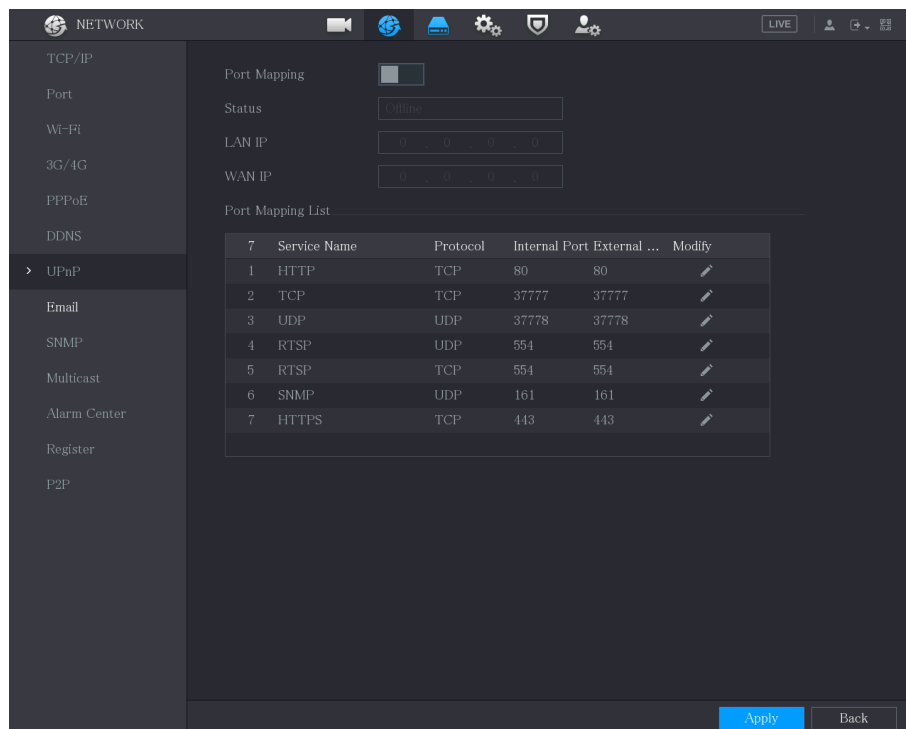 NETWORK
LIVE
TCP/IP
Port
Wi-Fi
3G/4G
PPPoE
DDNS
UPnP
Email
SNMP
Multicast
Alarm Center
Register
P2P
Port Mapping
Status Offline
LAN IP 0 . 0 . 0 . 0
WAN IP 0 . 0 . 0 . 0
Port Mapping List
7 Service Name Protocol Internal Port External ... Modify
1 HTTP TCP 80 80
2 TCP TCP 37777 37777
3 UDP UDP 37778 37778
4 RTSP UDP 554 554
5 RTSP TCP 554 554
6 SNMP UDP 161 161
7 HTTPS TCP 443 443
Apply Back